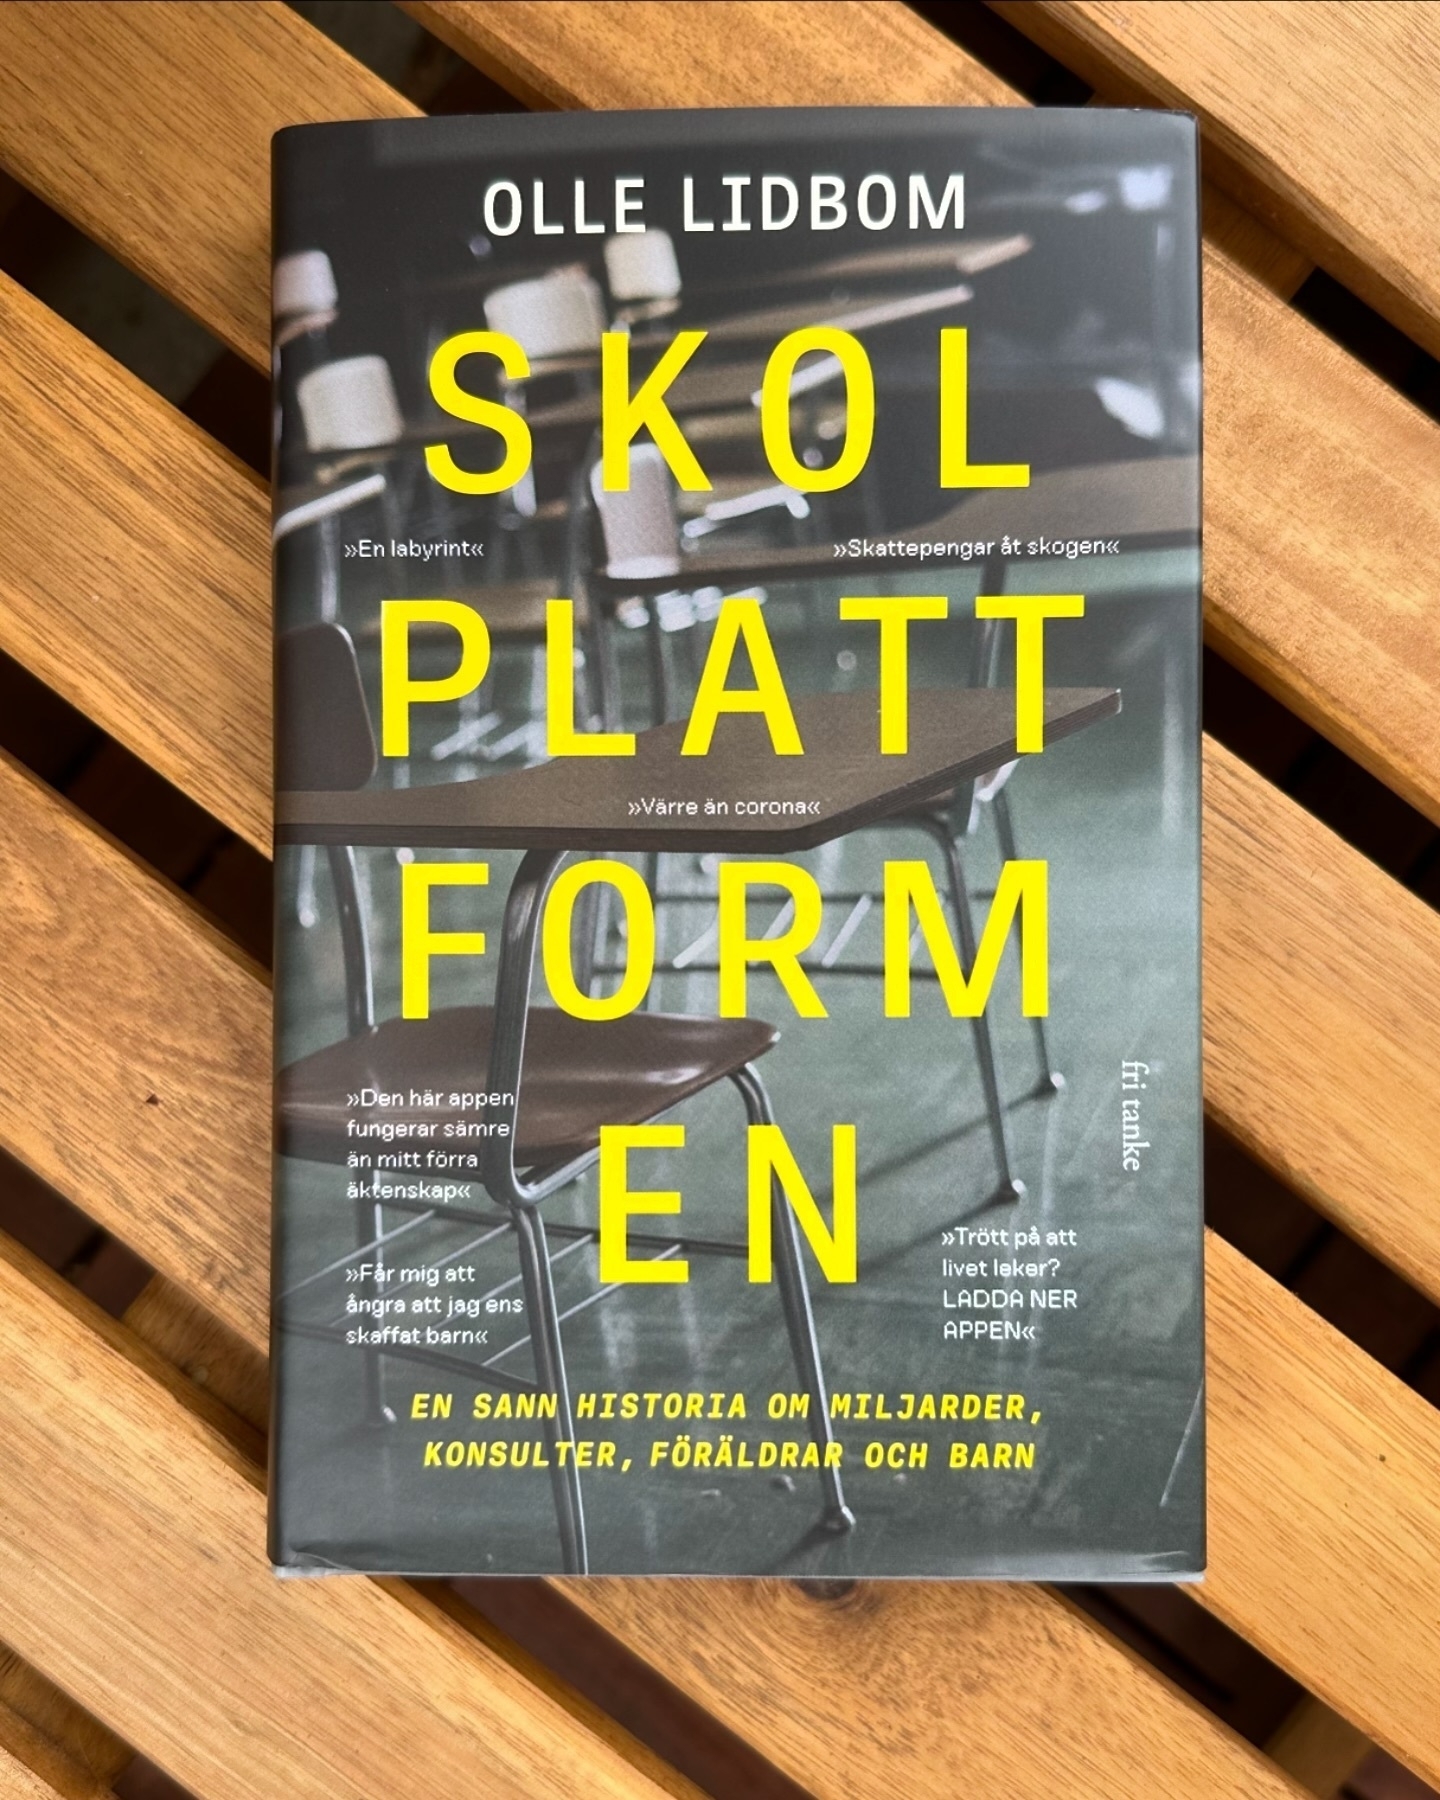 OLLE LIDBOM
SKOL
»En labyrint«
»Skattepengar åt skogen«
PLATT
»Värre än corona«
FORM
»Den här appen
fungerar sämre
än mitt förra
äktenskap«
EN
fri tanke
»Får mig att
ångra att jag ens
skaffat barn«
»Trött på att
livet leker?
LADDA NER
APPEN«
EN SANN HISTORIA OM MILJARDER,
KONSULTER, FÖRÄLDRAR OCH BARN